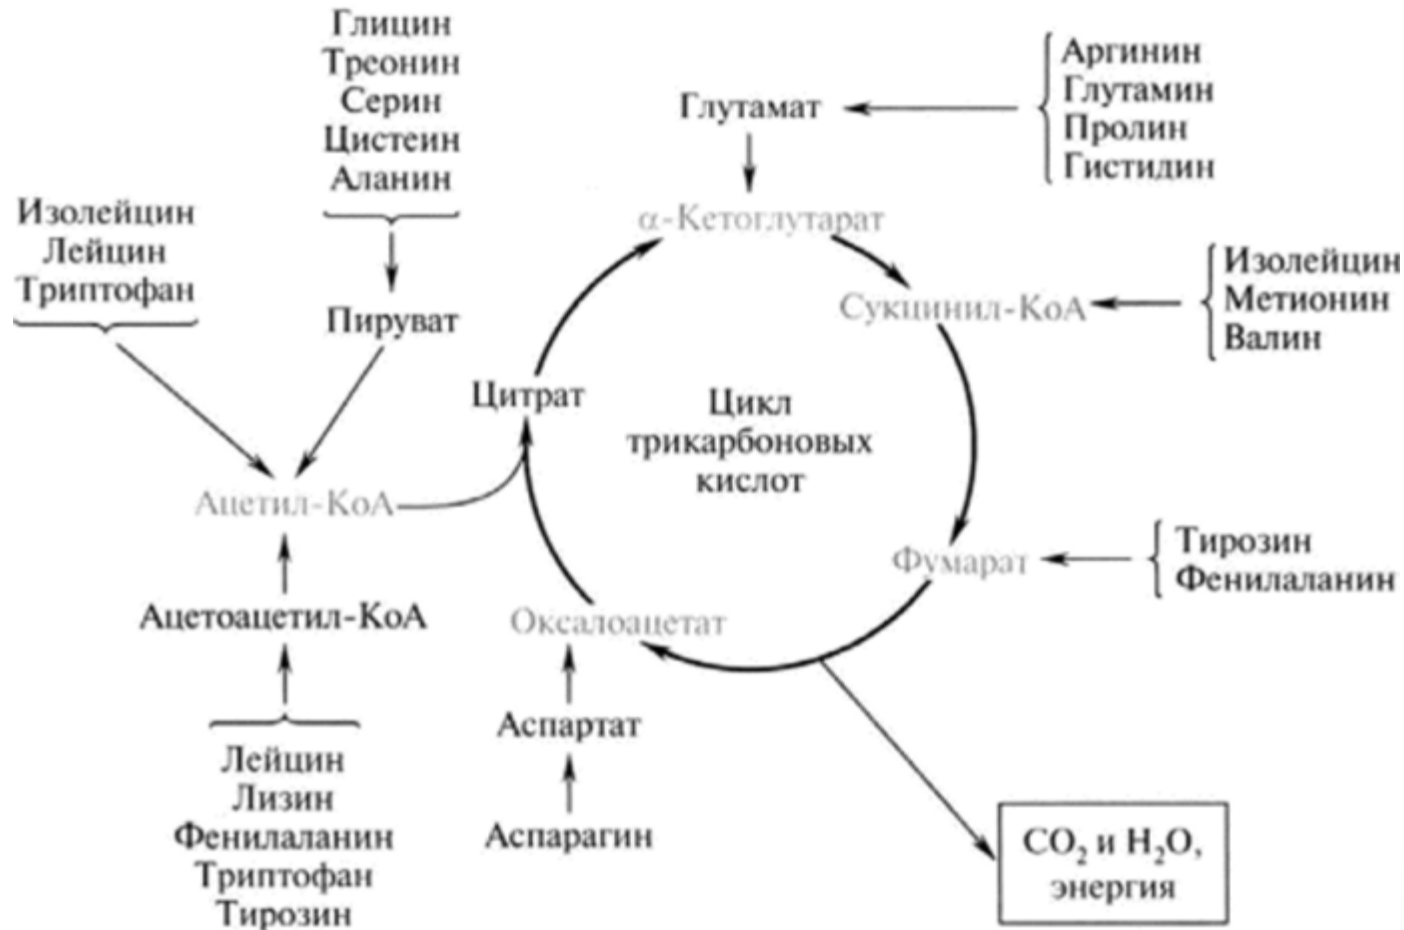 Глицин
Треонин
Серин
Цистеин
Аланин
Пируват
Изолейцин
Лейцин
Триптофан
Ацетил-КоА
Ацетоацетил-КоА
Лейцин
Лизин
Фенилаланин
Триптофан
Тирозин
Глутамат
Аргинин
Глутамин
Пролин
Гистидин
α-Кетоглутарат
Сукцинил-КоА
Изолейцин
Метионин
Валин
Цитрат
Цикл
трикарбоновых
кислот
Фумарат
Тирозин
Фенилаланин
Оксалоацетат
Аспартат
Аспарагин
CO₂ и H₂O,
энергия